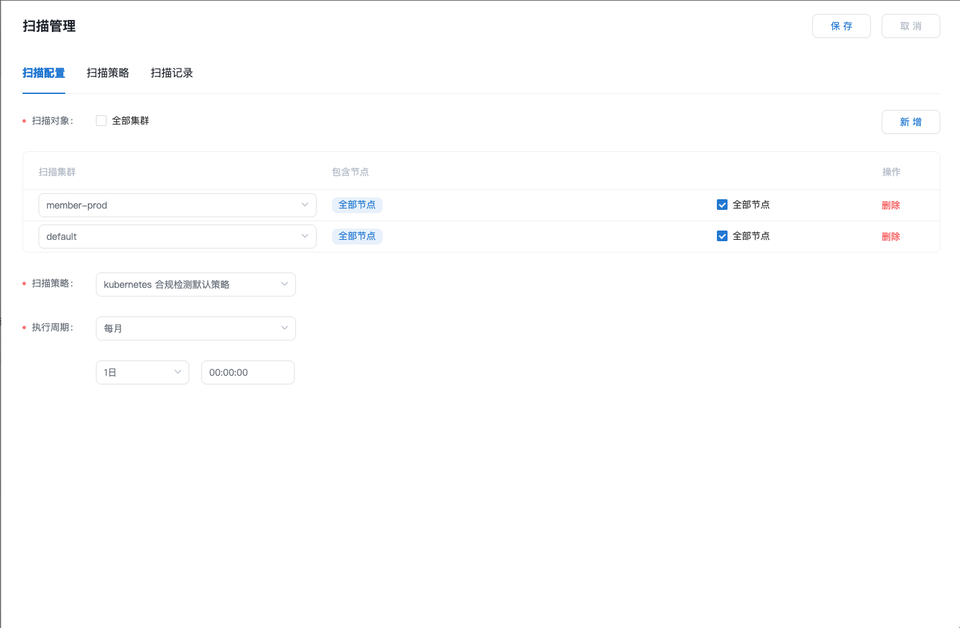 扫描管理
保存 取消
扫描配置 扫描策略 扫描记录
* 扫描对象: 全部集群 新增
扫描集群 包含节点 操作
member-prod 全部节点 全部节点 删除
default 全部节点 全部节点 删除
* 扫描策略: kubernetes 合规检测默认策略
* 执行周期: 每月
1日 00:00:00